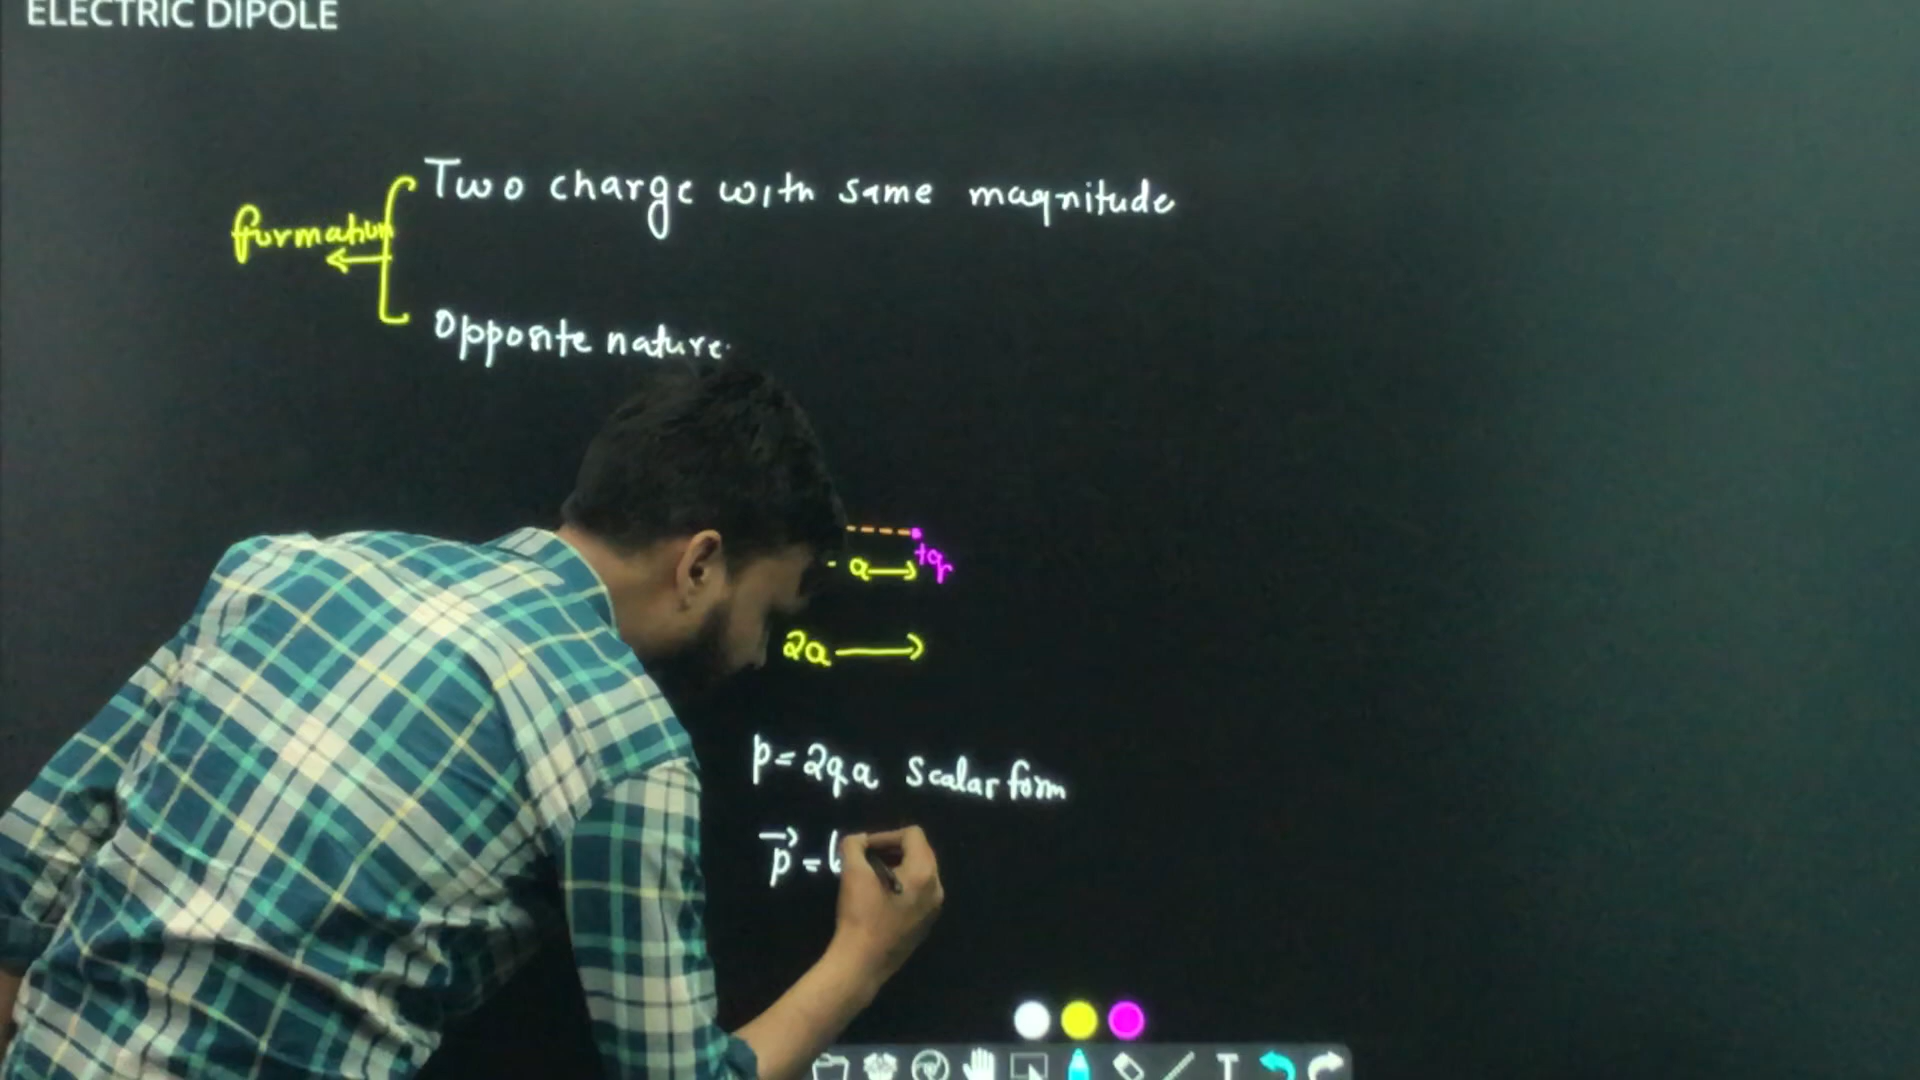 ELECTRIC DIPOLE
Two charge with same magnitude
formation
Opposite nature.
+q
a
2a
p=2qa Scalar form
p⃗ =